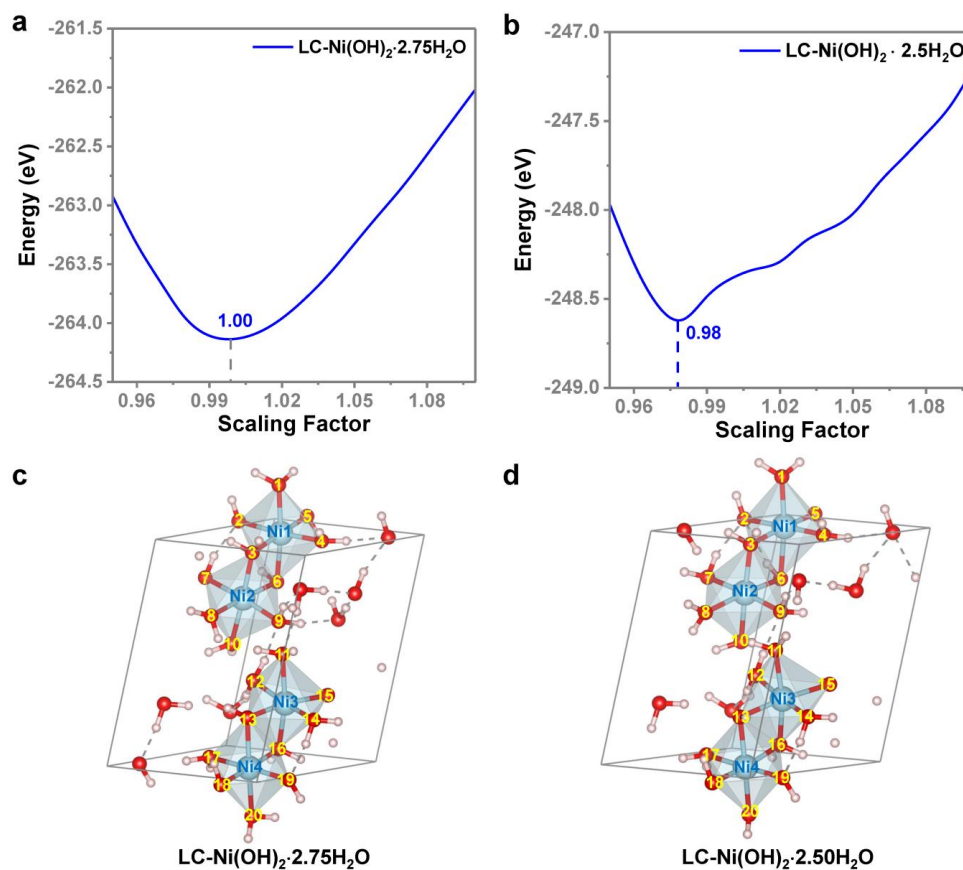 a
LC-Ni(OH)₂·2.75H₂O
-261.5
-262.0
-262.5
-263.0
-263.5
-264.0
-264.5
Energy (eV)
1.00
0.96 0.99 1.02 1.05 1.08
Scaling Factor
b
LC-Ni(OH)₂ · 2.5H₂O
-247.0
-247.5
-248.0
-248.5
-249.0
Energy (eV)
0.98
0.96 0.99 1.02 1.05 1.08
Scaling Factor
c
1
2 5
Ni1
3 4
7 6
Ni2
8 9
10
11
12
Ni3 15
13 14
16
17 Ni4
18 19
20
LC-Ni(OH)₂·2.75H₂O
d
1
2 5
Ni1
3 4
7 6
Ni2
8 9
10
11
12
Ni3 15
13 14
16
17 Ni4
18 19
20
LC-Ni(OH)₂·2.50H₂O